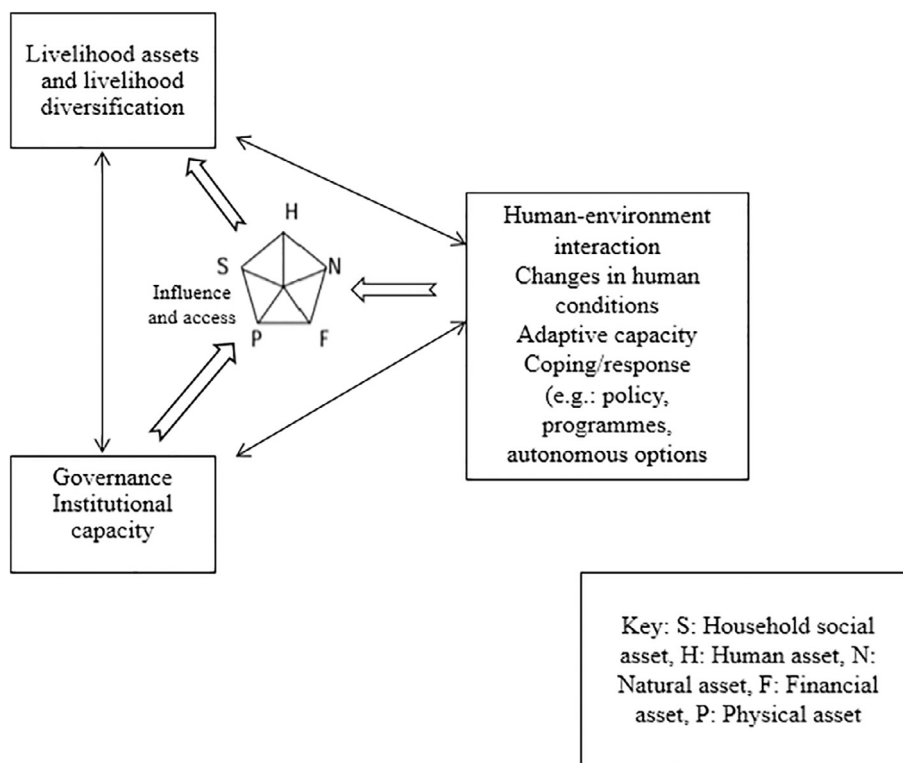 Livelihood assets
and livelihood
diversification
H
S
N
Influence
and access
P
F
Human-environment
interaction
Changes in human
conditions
Adaptive capacity
Coping/response
(e.g.: policy,
programmes,
autonomous options
Governance
Institutional
capacity
Key: S: Household social
asset, H: Human asset, N:
Natural asset, F: Financial
asset, P: Physical asset